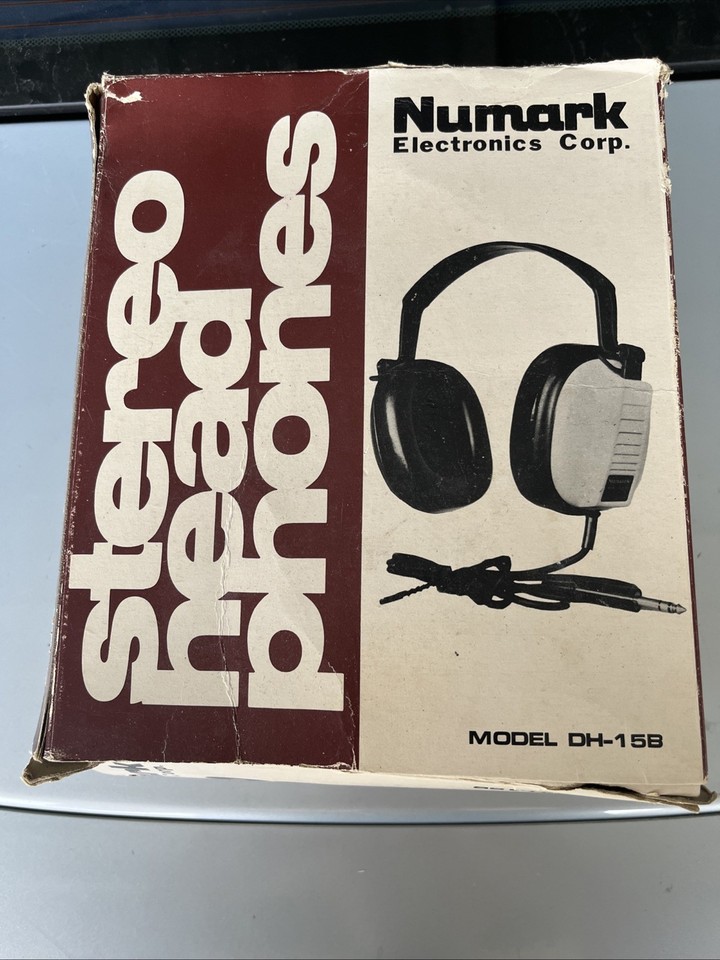 stereo
head
phones
Numark
Electronics Corp.
MODEL DH-15B